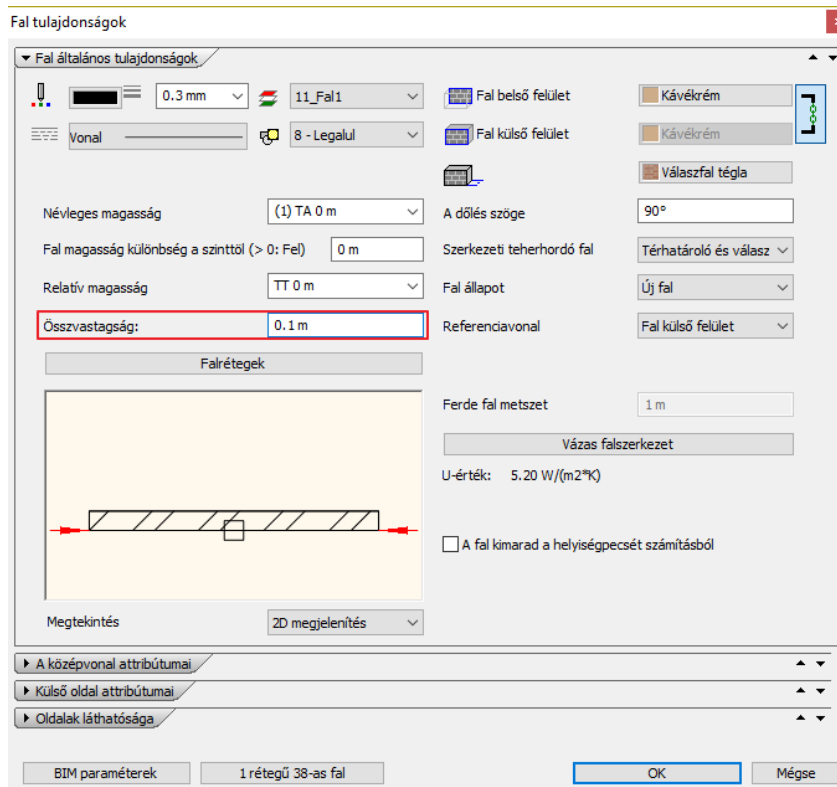 Fal tulajdonságok
Fal általános tulajdonságok
0.3 mm
11_Fal1
Fal belső felület
Kávékrém
Vonal
8 - Legalul
Fal külső felület
Kávékrém
Válaszfal tégla
Névleges magasság
(1) TA 0 m
A dőlés szöge
90°
Fal magasság különbség a szinttöl (> 0: Fel)
0 m
Szerkezeti teherhordó fal
Térhatároló és válasz
Relatív magasság
TT 0 m
Fal állapot
Új fal
Összvastagság:
0.1 m
Referenciavonal
Fal külső felület
Falrétegek
Ferde fal metszet
1 m
Vázas falszerkezet
U-érték: 5.20 W/(m2*K)
A fal kimarad a helyiségpecsét számításból
Megtekintés
2D megjelenítés
A középvonal attribútumai
Külső oldal attribútumai
Oldalak láthatósága
BIM paraméterek
1 rétegű 38-as fal
OK
Mégse